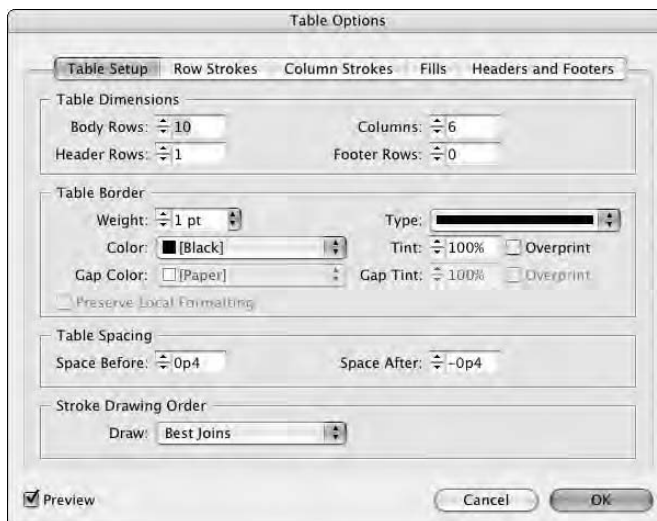 Table Options
Table Setup Row Strokes Column Strokes Fills Headers and Footers
Table Dimensions
Body Rows: 10 Columns: 6
Header Rows: 1 Footer Rows: 0
Table Border
Weight: 1 pt Type:
Color: [Black] Tint: 100% Overprint
Gap Color: [Paper] Gap Tint: 100% Overprint
Preserve Local Formatting
Table Spacing
Space Before: 0p4 Space After: -0p4
Stroke Drawing Order
Draw: Best Joins
Preview Cancel OK